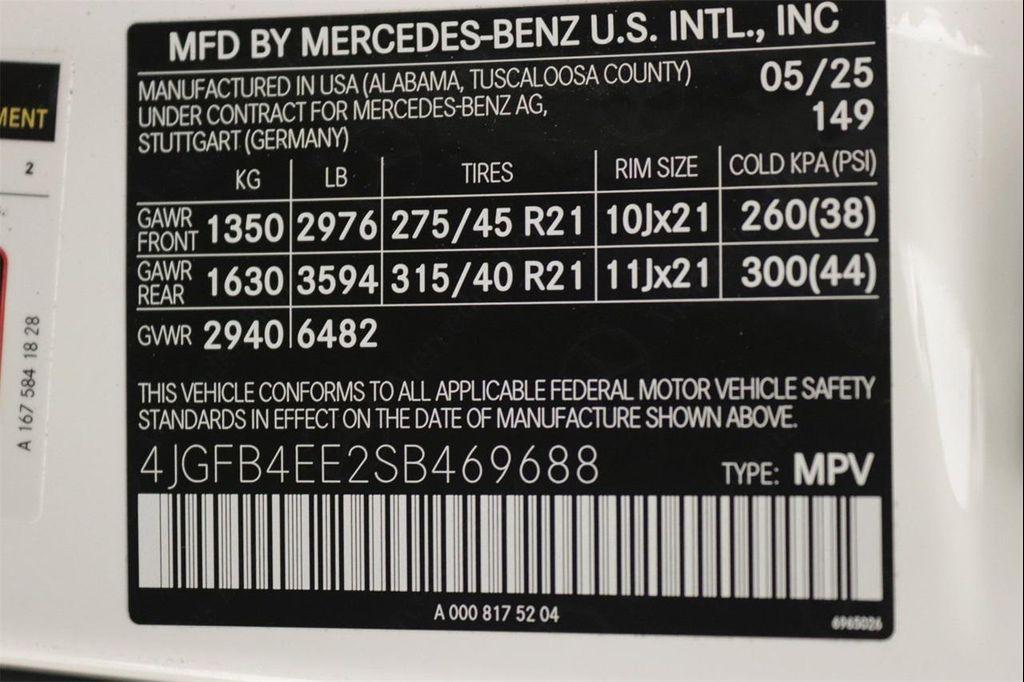 MFD BY MERCEDES-BENZ U.S. INTL., INC
MANUFACTURED IN USA (ALABAMA, TUSCALOOSA COUNTY) 05/25
UNDER CONTRACT FOR MERCEDES-BENZ AG, 149
STUTTGART (GERMANY)
KG LB TIRES RIM SIZE COLD KPA (PSI)
GAWR FRONT 1350 2976 275/45 R21 10Jx21 260(38)
GAWR REAR 1630 3594 315/40 R21 11Jx21 300(44)
GVWR 2940 6482
THIS VEHICLE CONFORMS TO ALL APPLICABLE FEDERAL MOTOR VEHICLE SAFETY
STANDARDS IN EFFECT ON THE DATE OF MANUFACTURE SHOWN ABOVE.
4JGFB4EE2SB469688 TYPE: MPV
A 000 817 52 04
6965026
MENT
2
A 167 584 18 28